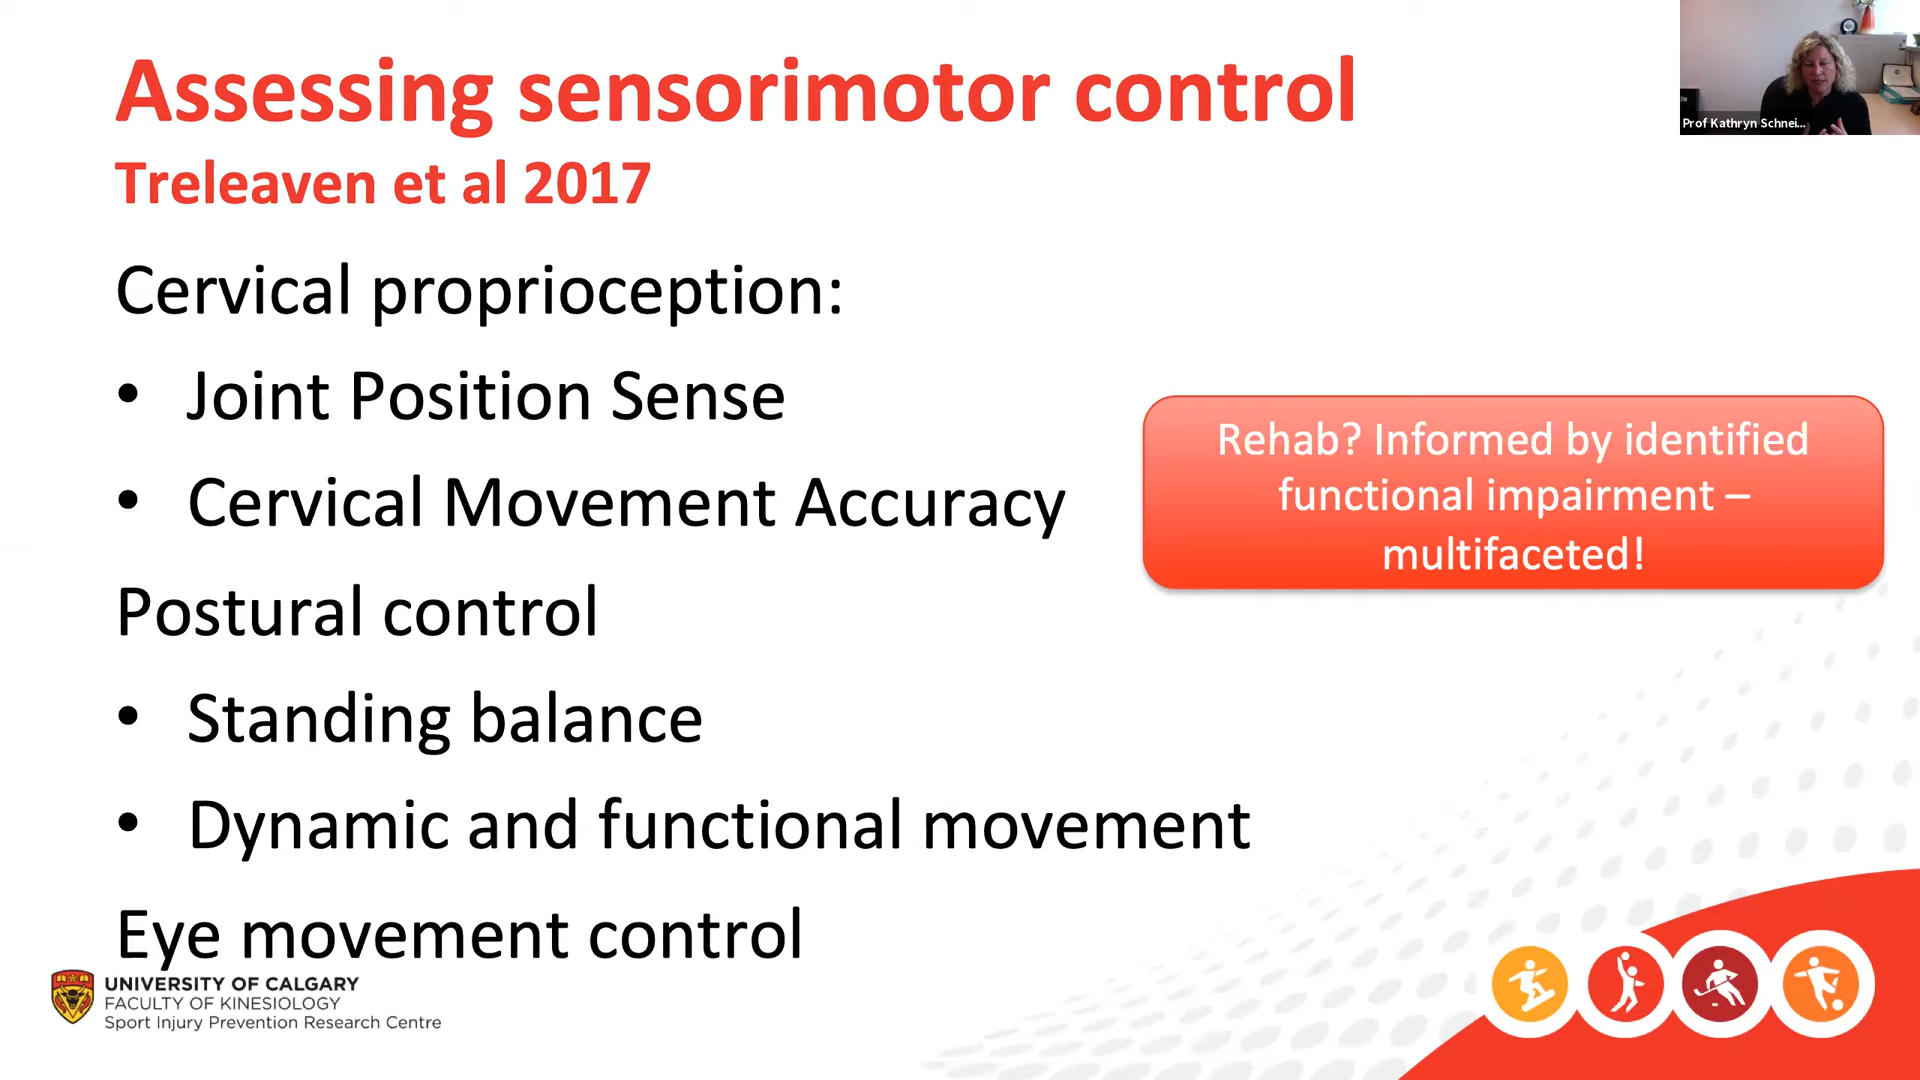 Assessing sensorimotor control
Treleaven et al 2017
Cervical proprioception:
• Joint Position Sense
• Cervical Movement Accuracy
Postural control
• Standing balance
• Dynamic and functional movement
Eye movement control
Rehab? Informed by identified
functional impairment –
multifaceted!
Prof Kathryn Schnei...
UNIVERSITY OF CALGARY
FACULTY OF KINESIOLOGY
Sport Injury Prevention Research Centre